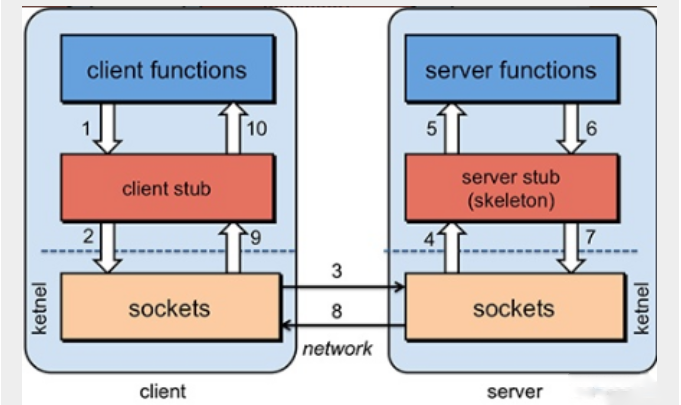 client functions
server functions
1
10
5
6
client stub
server stub
(skeleton)
2
9
4
7
ketnel
sockets
3
8
network
sockets
ketnel
client
server